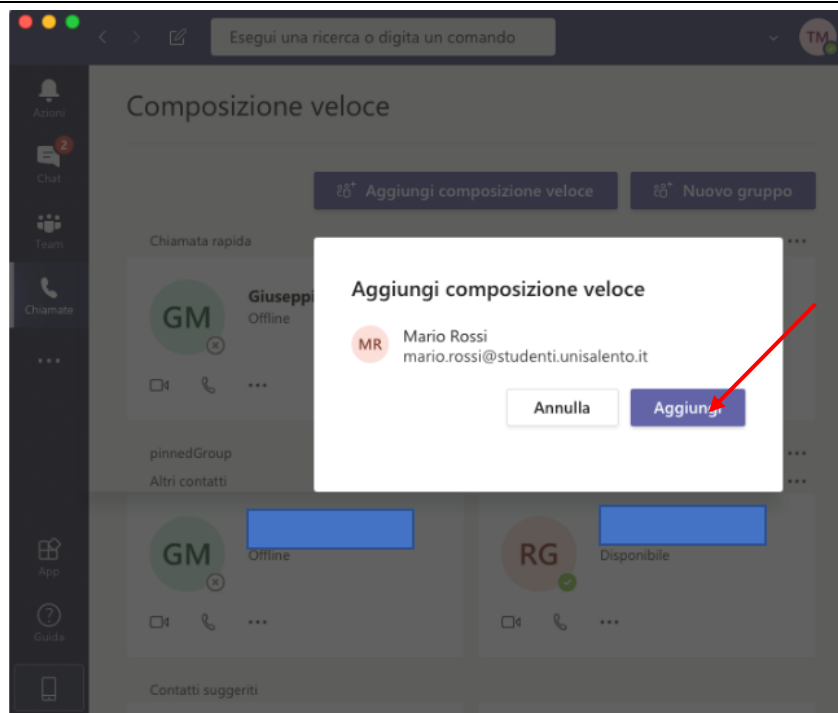 Esegui una ricerca o digita un comando
TM
Azioni
2
Chat
Team
Chiamate
App
Guida
Composizione veloce
Aggiungi composizione veloce
Nuovo gruppo
Chiamata rapida
GM
Giuseppi
Offline
Aggiungi composizione veloce
MR
Mario Rossi
mario.rossi@studenti.unisalento.it
Annulla
Aggiungi
pinnedGroup
Altri contatti
GM
Offline
RG
Disponibile
Contatti suggeriti